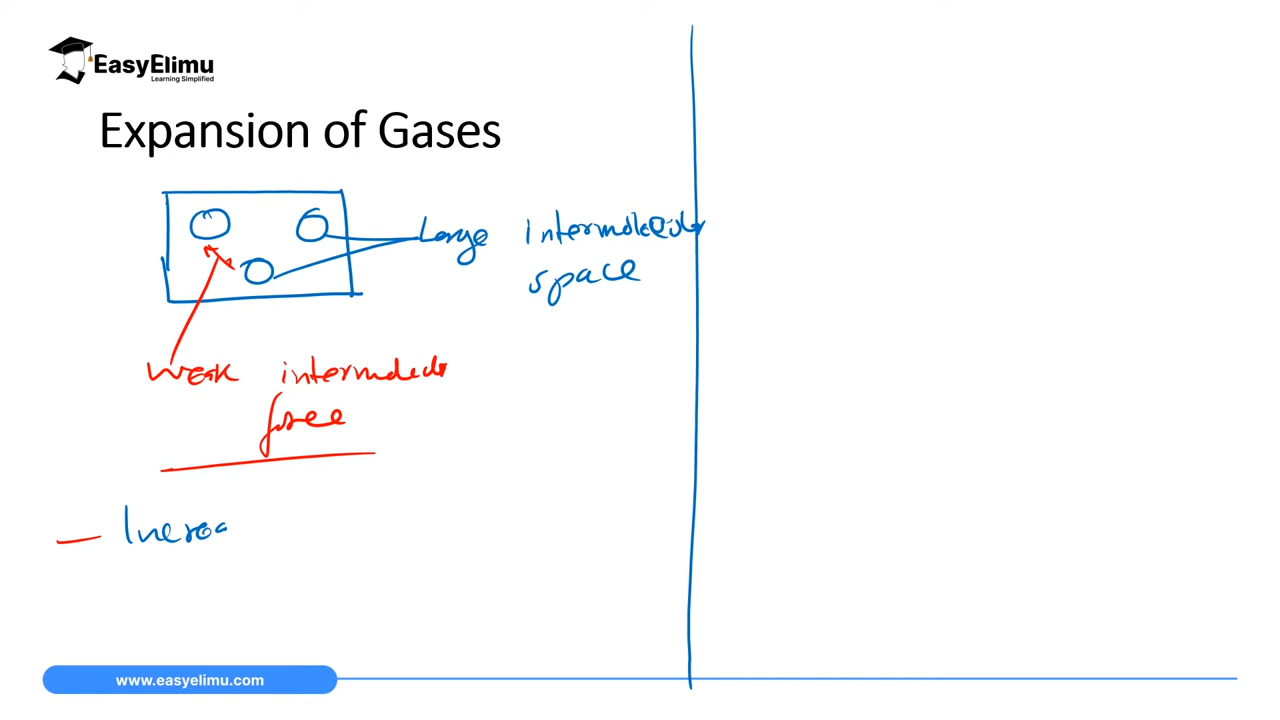 EasyElimu
Learning Simplified
Expansion of Gases
Large intermolecular
space
Weak intermolecular
force
— Increa
www.easyelimu.com